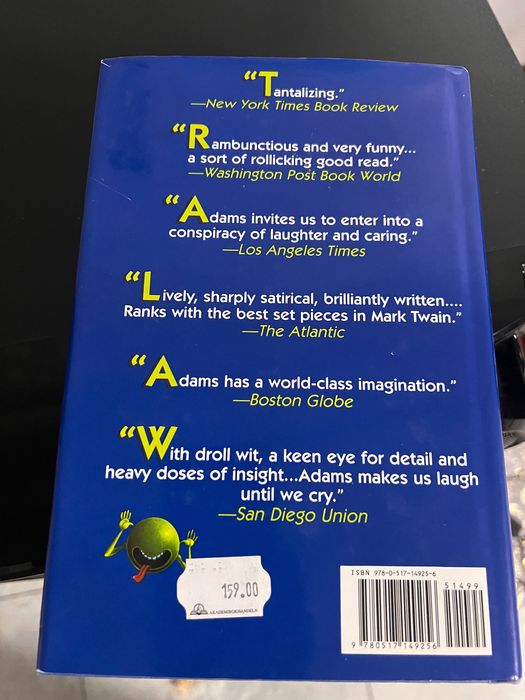 “Tantalizing.”
—New York Times Book Review
“Rambunctious and very funny...
a sort of rollicking good read.”
—Washington Post Book World
“Adams invites us to enter into a
conspiracy of laughter and caring.”
—Los Angeles Times
“Lively, sharply satirical, brilliantly written....
Ranks with the best set pieces in Mark Twain.”
—The Atlantic
“Adams has a world-class imagination.”
—Boston Globe
“With droll wit, a keen eye for detail and
heavy doses of insight...Adams makes us laugh
until we cry.”
—San Diego Union
159.00
AKADEMIBOKHANDELN
ISBN 978-0-517-14925-6
51499
9 780517 149256